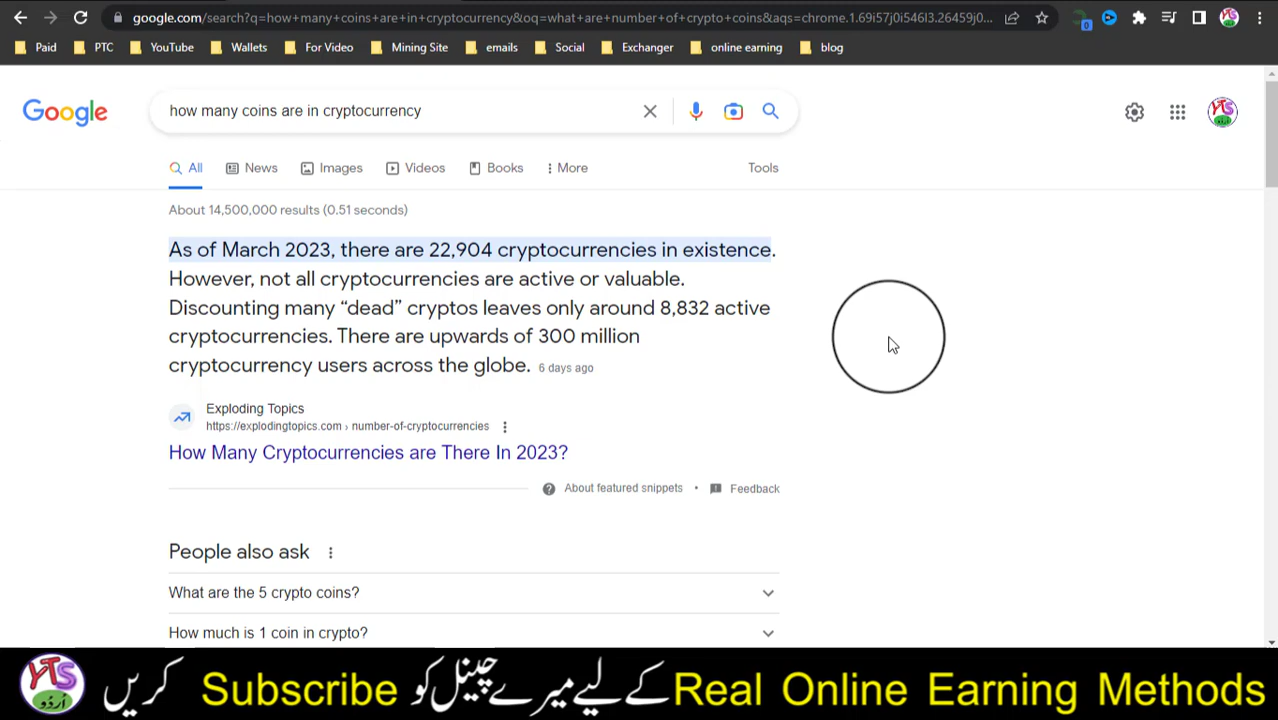 google.com/search?q=how+many+coins+are+in+cryptocurrency&oq=what+are+number+of+crypto+coins&aqs=chrome.1.69i57j0i546l3.26459j0...
0
Paid PTC YouTube Wallets For Video Mining Site emails Social Exchanger online earning blog
Google how many coins are in cryptocurrency YTS اردو
All News Images Videos Books More Tools
About 14,500,000 results (0.51 seconds)
As of March 2023, there are 22,904 cryptocurrencies in existence.
However, not all cryptocurrencies are active or valuable.
Discounting many “dead” cryptos leaves only around 8,832 active
cryptocurrencies. There are upwards of 300 million
cryptocurrency users across the globe. 6 days ago
Exploding Topics
https://explodingtopics.com › number-of-cryptocurrencies
How Many Cryptocurrencies are There In 2023?
About featured snippets • Feedback
People also ask
What are the 5 crypto coins?
How much is 1 coin in crypto?
YTS اردو
Real Online Earning Methods کے لیے میرے چینل کو Subscribe کریں